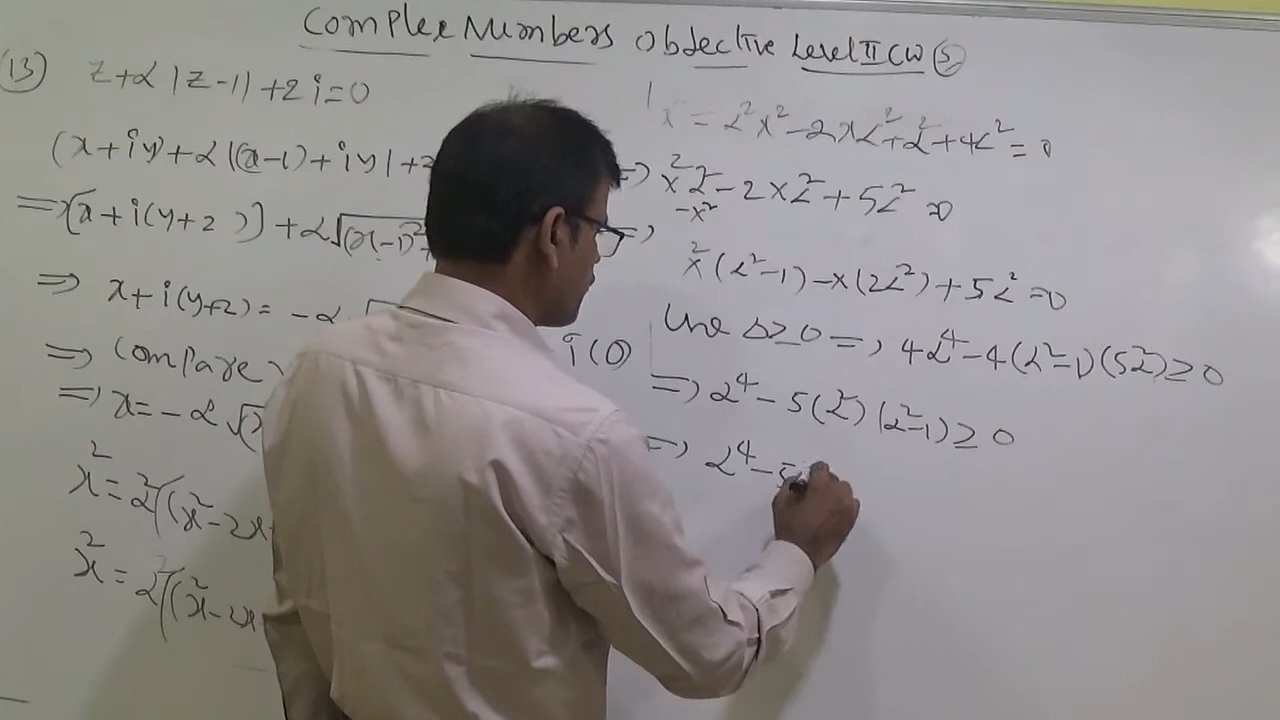 Complex Numbers Objective Level II CW (5)
(13) z+α|z-1|+2i=0
(x+iy)+α|(x-1)+iy|+
⇒[x+i(y+2)]+α√(x-1)²
⇒ x+i(y+2)=-α√
i(0)
⇒ Compare
⇒ x=-α√
x²=α²(x²-2x
x²=α²(x²-2x
x = α²x²-2xα²+α²+4α²=0
⇒ x²α²-2xα²+5α²=0
-x²
⇒ x²(α²-1)-x(2α²)+5α²=0
Use Δ≥0 ⇒, 4α⁴-4(α²-1)(5α²)≥0
⇒ α⁴-5(α²)(α²-1)≥0
⇒ α⁴-5